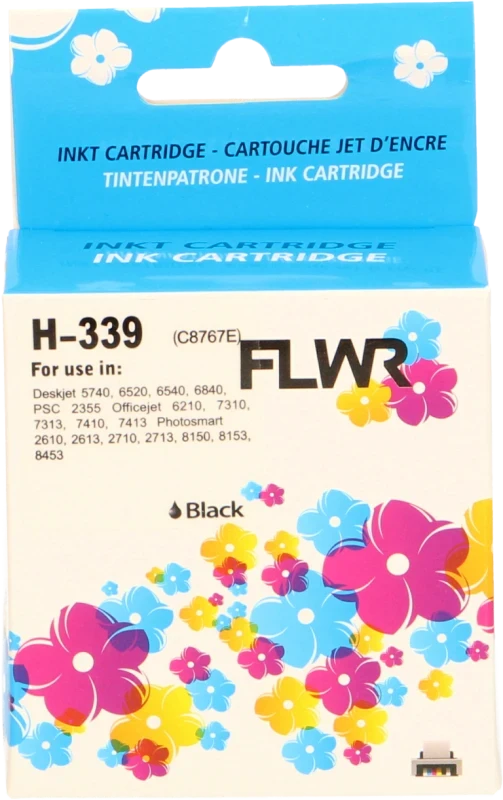 INKT CARTRIDGE - CARTOUCHE JET D'ENCRE
TINTENPATRONE - INK CARTRIDGE
INKT CARTRIDGE
INK CARTRIDGE
H-339 (C8767E)
FLWR
For use in:
Deskjet 5740, 6520, 6540, 6840,
PSC 2355 Officejet 6210, 7310,
7313, 7410, 7413 Photosmart
2610, 2613, 2710, 2713, 8150, 8153,
8453
Black